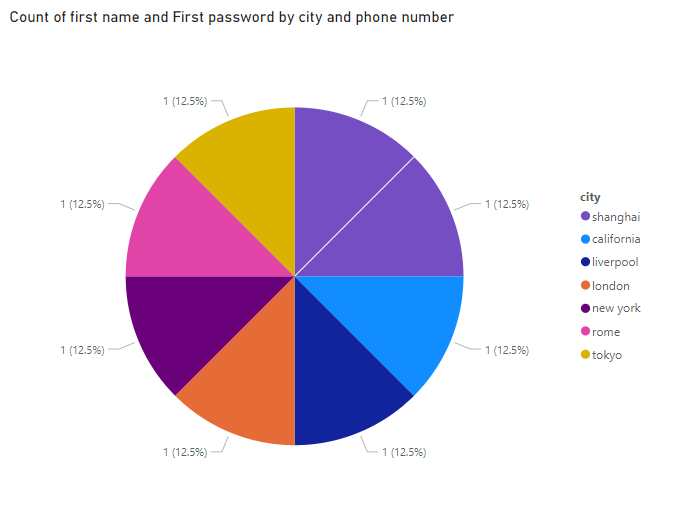 Count of first name and First password by city and phone number
1 (12.5%)
1 (12.5%)
1 (12.5%)
1 (12.5%)
1 (12.5%)
1 (12.5%)
1 (12.5%)
1 (12.5%)
city
shanghai
california
liverpool
london
new york
rome
tokyo